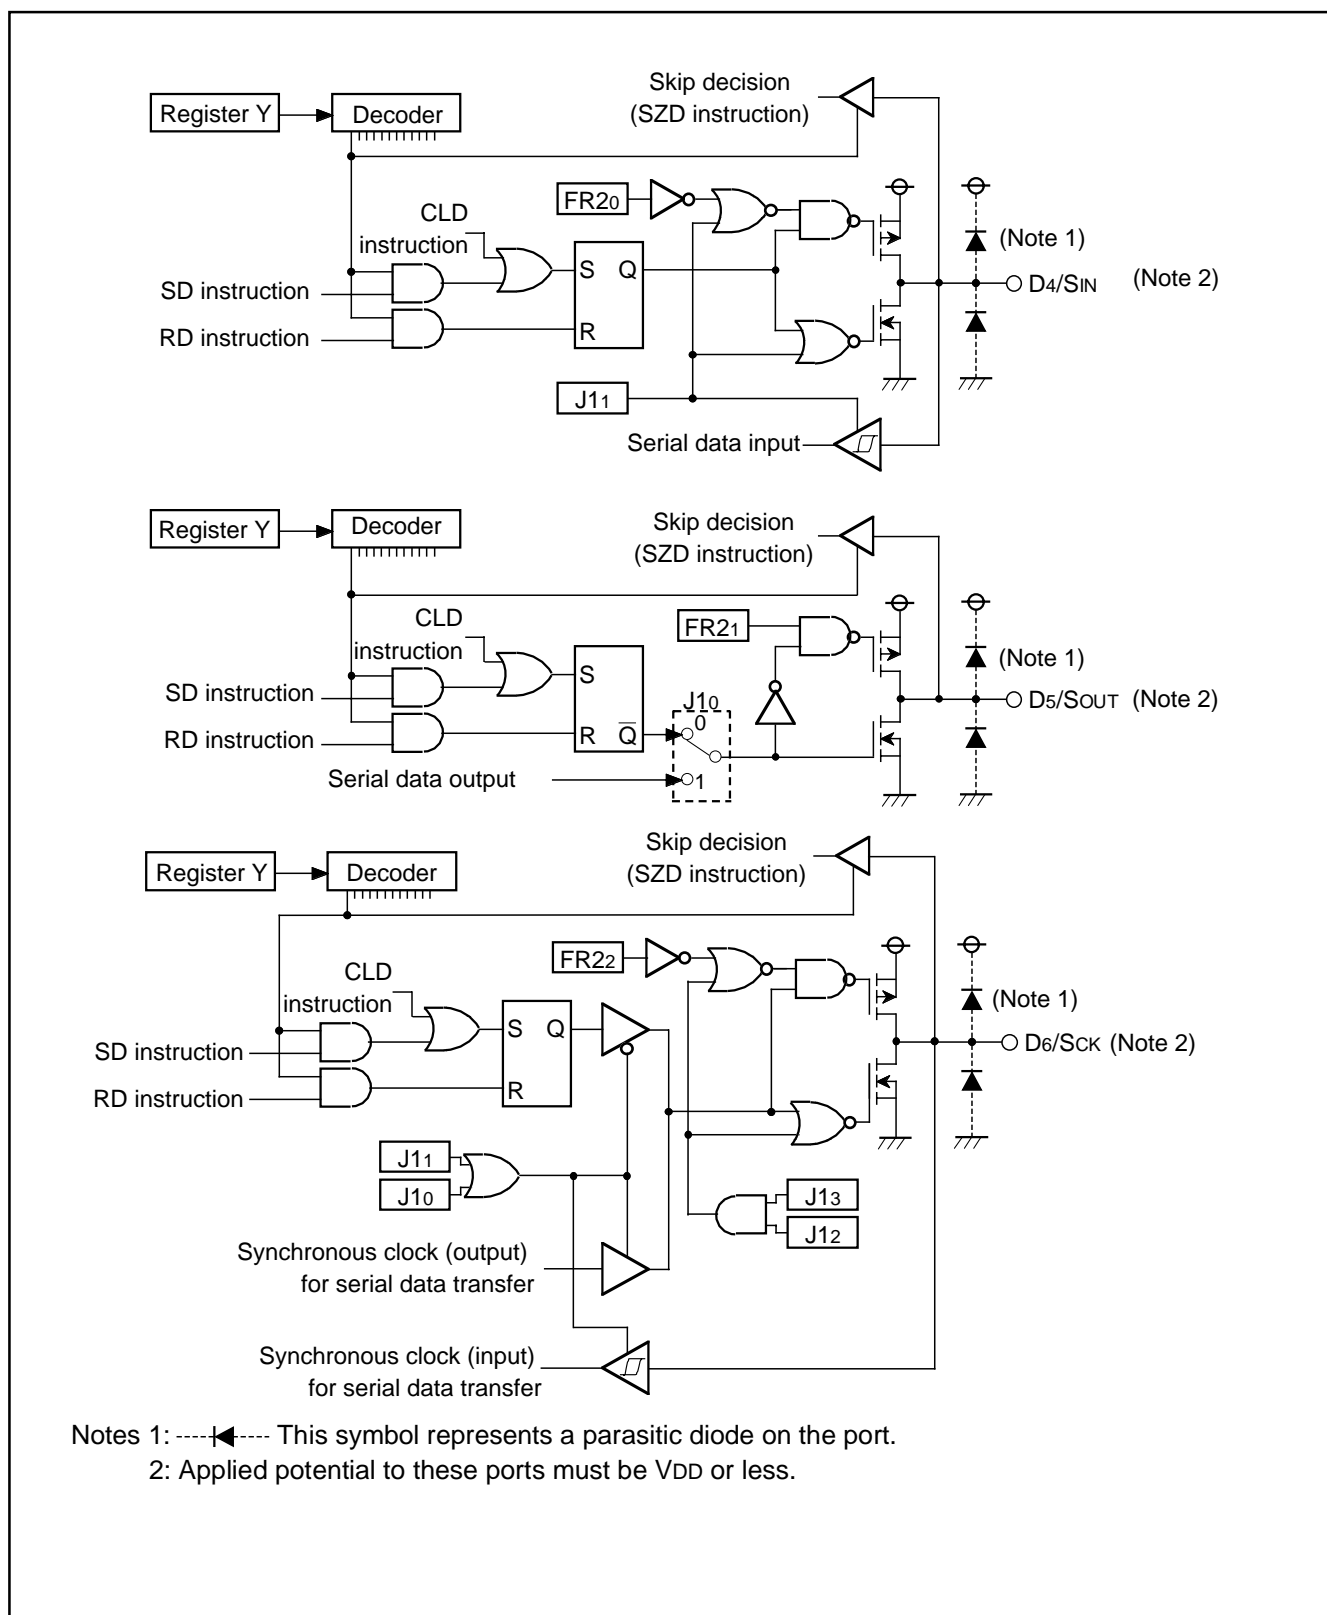 Skip decision
(SZD instruction)
Register Y
Decoder
FR20
CLD
instruction
(Note 1)
S
Q
D4/SIN
(Note 2)
SD instruction
RD instruction
R
J11
Serial data input
Skip decision
(SZD instruction)
Register Y
Decoder
CLD
instruction
FR21
(Note 1)
S
SD instruction
J10
0
D5/SOUT (Note 2)
RD instruction
R
Q̅
Serial data output
1
Skip decision
(SZD instruction)
Register Y
Decoder
FR22
CLD
instruction
(Note 1)
S
Q
SD instruction
D6/SCK (Note 2)
RD instruction
R
J11
J10
J13
J12
Synchronous clock (output)
for serial data transfer
Synchronous clock (input)
for serial data transfer
Notes 1: This symbol represents a parasitic diode on the port.
2: Applied potential to these ports must be VDD or less.